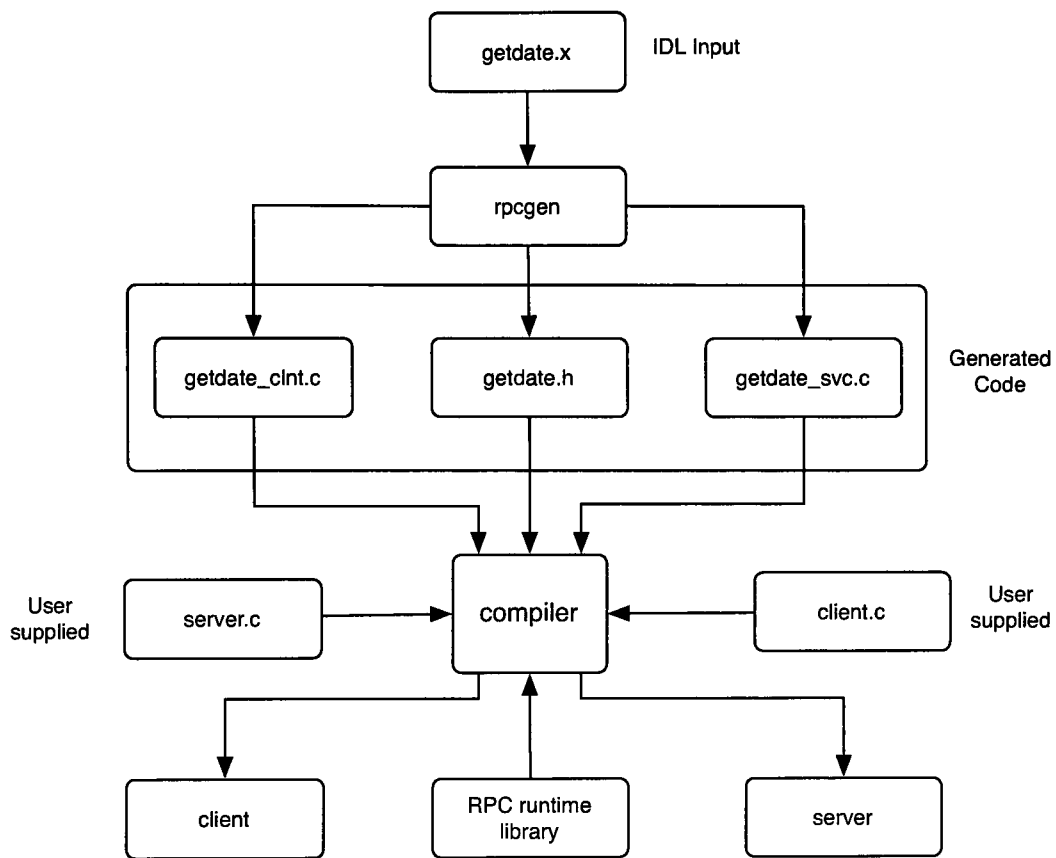 getdate.x
IDL Input
rpcgen
getdate_clnt.c
getdate.h
getdate_svc.c
Generated
Code
User
supplied
server.c
compiler
client.c
User
supplied
client
RPC runtime
library
server